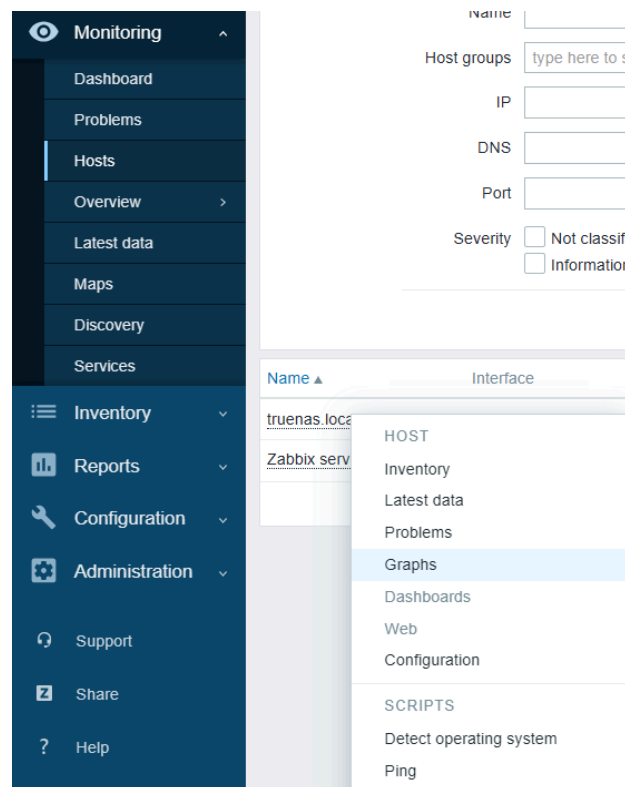 Monitoring
Dashboard
Problems
Hosts
Overview
Latest data
Maps
Discovery
Services
Inventory
Reports
Configuration
Administration
Support
Z Share
? Help
Name
Host groups type here to s
IP
DNS
Port
Severity Not classif
Information
Name Interface
truenas.loca
Zabbix serv
HOST
Inventory
Latest data
Problems
Graphs
Dashboards
Web
Configuration
SCRIPTS
Detect operating system
Ping